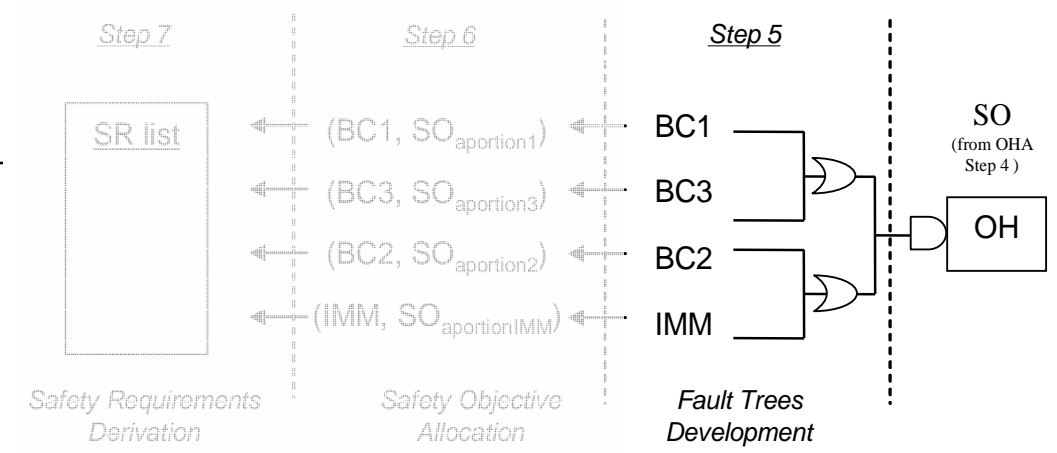 Step 7
Step 6
Step 5
SR list
(BC1, SOaportion1)
BC1
SO
(from OHA
Step 4 )
(BC3, SOaportion3)
BC3
OH
(BC2, SOaportion2)
BC2
(IMM, SOaportionIMM)
IMM
Safety Requirements
Derivation
Safety Objective
Allocation
Fault Trees
Development